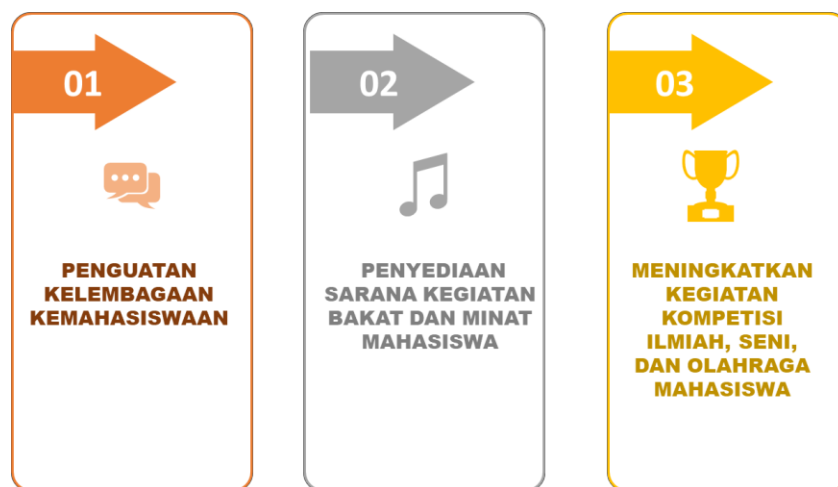 01
PENGUATAN
KELEMBAGAAN
KEMAHASISWAAN
02
PENYEDIAAN
SARANA KEGIATAN
BAKAT DAN MINAT
MAHASISWA
03
MENINGKATKAN
KEGIATAN
KOMPETISI
ILMIAH, SENI,
DAN OLAHRAGA
MAHASISWA